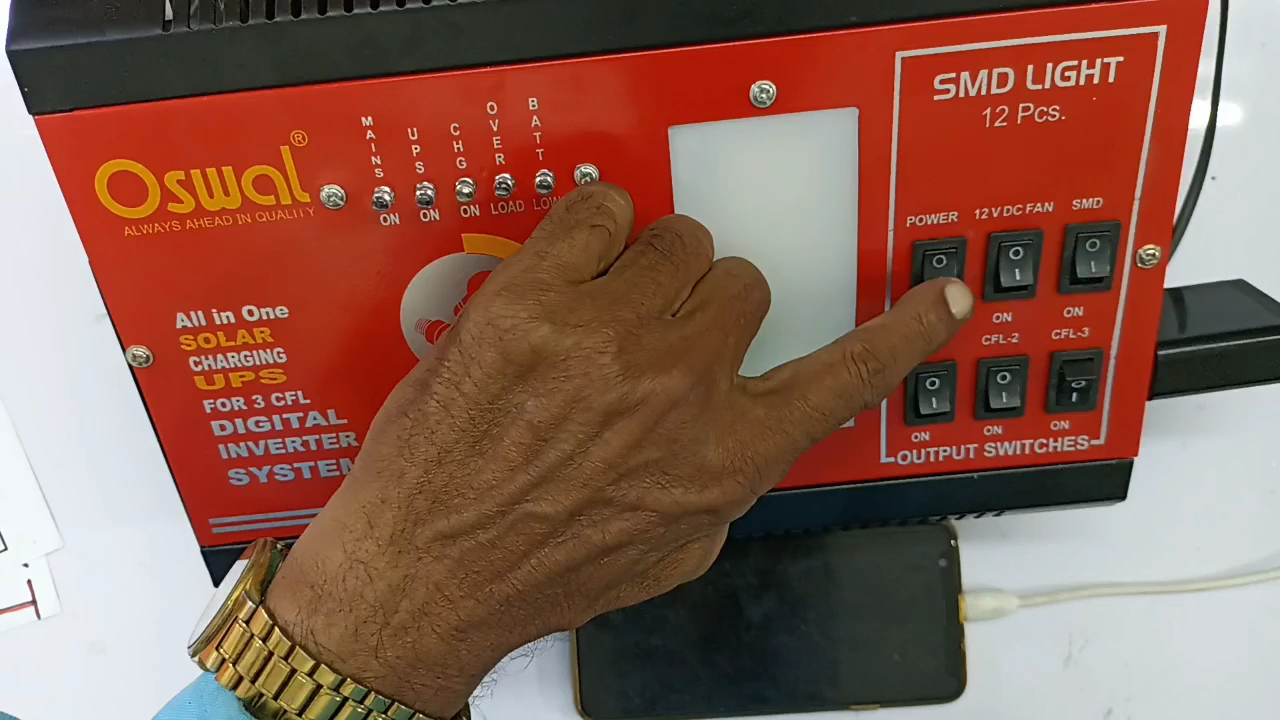 Oswal®
ALWAYS AHEAD IN QUALITY
MAINS
ON
UPS
ON
CHG
ON
OVER
LOAD
BATT
LOW
All in One
SOLAR
CHARGING
UPS
FOR 3 CFL
DIGITAL
INVERTER
SYSTEM
SMD LIGHT
12 Pcs.
POWER 12 V DC FAN SMD
ON ON
CFL-2 CFL-3
ON ON ON
OUTPUT SWITCHES